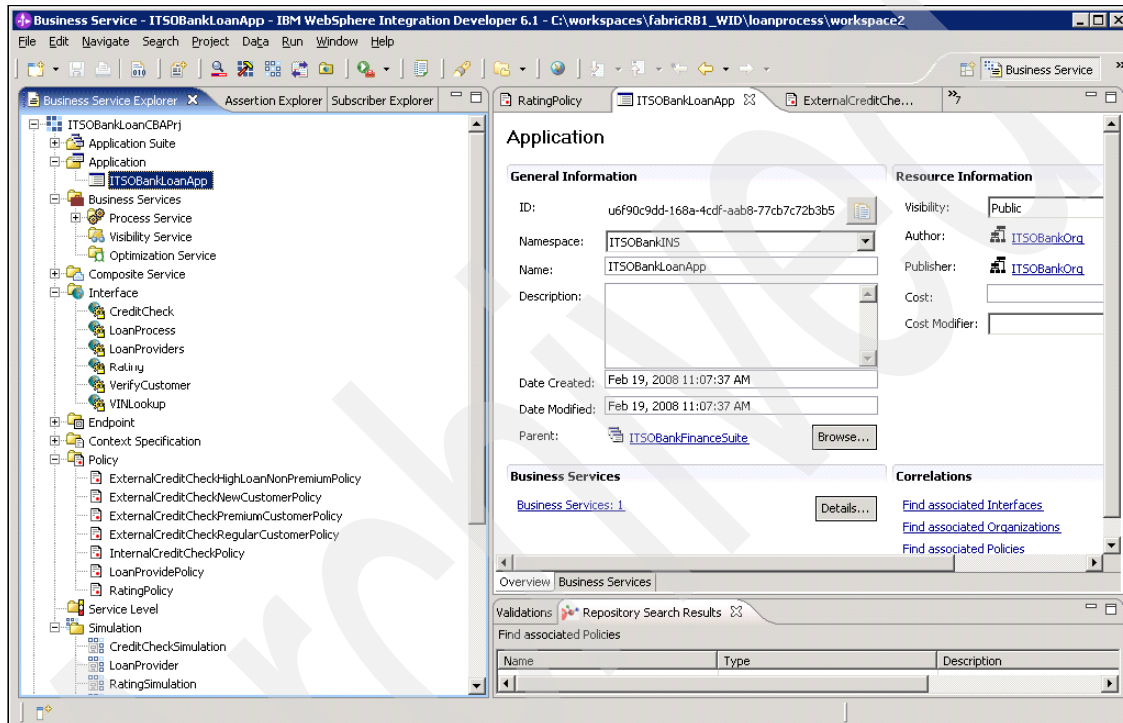 Business Service - ITSOBankLoanApp - IBM WebSphere Integration Developer 6.1 - C:\workspaces\fabricRB1_WID\loanprocess\workspace2
File Edit Navigate Search Project Data Run Window Help
Business Service
Business Service Explorer Assertion Explorer Subscriber Explorer
ITSOBankLoanCBAPrj
Application Suite
Application
ITSOBankLoanApp
Business Services
Process Service
Visibility Service
Optimization Service
Composite Service
Interface
CreditCheck
LoanProcess
LoanProviders
Rating
VerifyCustomer
VINLookup
Endpoint
Context Specification
Policy
ExternalCreditCheckHighLoanNonPremiumPolicy
ExternalCreditCheckNewCustomerPolicy
ExternalCreditCheckPremiumCustomerPolicy
ExternalCreditCheckRegularCustomerPolicy
InternalCreditCheckPolicy
LoanProvidePolicy
RatingPolicy
Service Level
Simulation
CreditCheckSimulation
LoanProvider
RatingSimulation
RatingPolicy ITSOBankLoanApp ExternalCreditChe... »7
Application
General Information
ID: u6f90c9dd-168a-4cdf-aab8-77cb7c72b3b5
Namespace: ITSOBankINS
Name: ITSOBankLoanApp
Description:
Date Created: Feb 19, 2008 11:07:37 AM
Date Modified: Feb 19, 2008 11:07:37 AM
Parent: ITSOBankFinanceSuite Browse...
Resource Information
Visibility: Public
Author: ITSOBankOrg
Publisher: ITSOBankOrg
Cost:
Cost Modifier:
Business Services
Business Services: 1 Details...
Correlations
Find associated Interfaces
Find associated Organizations
Find associated Policies
Overview Business Services
Validations Repository Search Results
Find associated Policies
Name Type Description